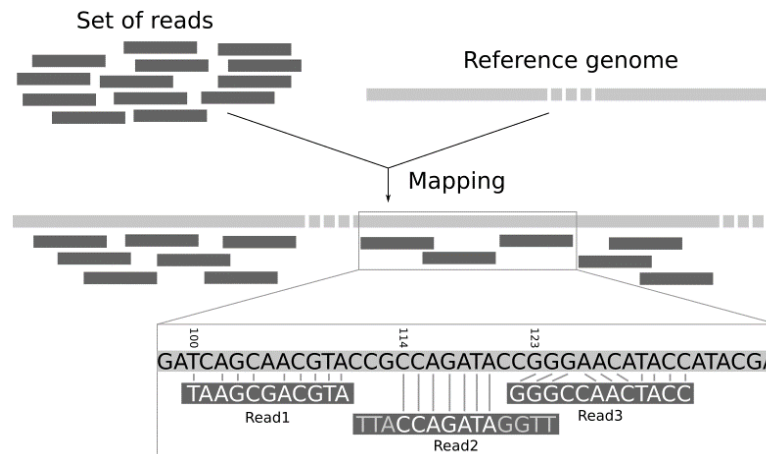 Set of reads
Reference genome
Mapping
100
114
123
GATCAGCAACGTACCGCCAGATACCGGGAACATACCATACGA
TAAGCGACGTA
GGGCCAACTACC
Read1
Read3
TTACCAGATAGGTT
Read2